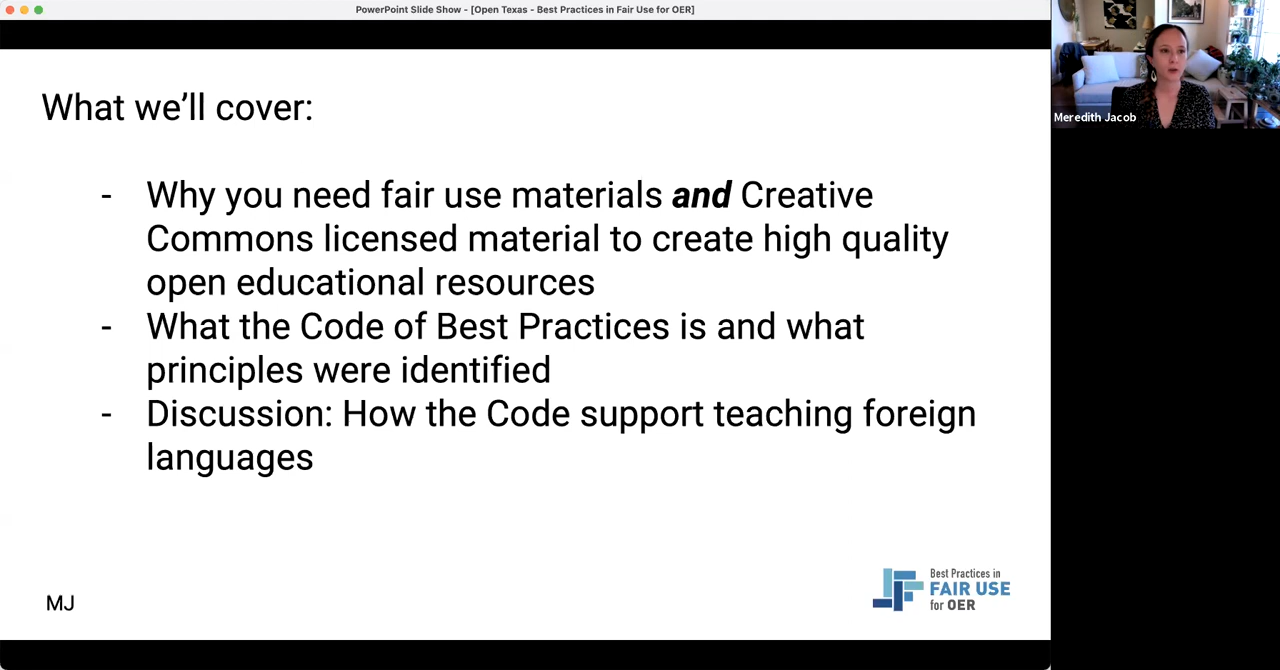 PowerPoint Slide Show - [Open Texas - Best Practices in Fair Use for OER]
Meredith Jacob
What we’ll cover:
- Why you need fair use materials and Creative
Commons licensed material to create high quality
open educational resources
- What the Code of Best Practices is and what
principles were identified
- Discussion: How the Code support teaching foreign
languages
MJ
Best Practices in
FAIR USE
for OER